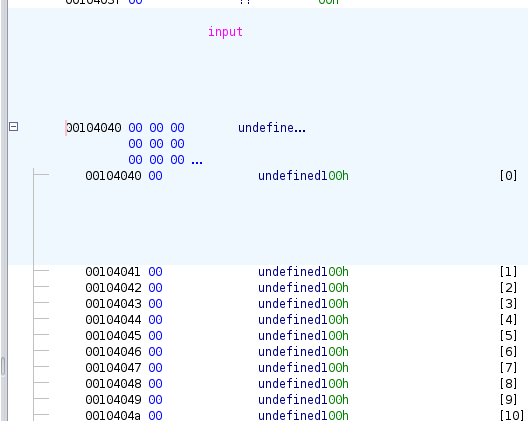 input
00104040 00 00 00 undefine...
00 00 00
00 00 00 ...
00104040 00 undefined1 00h [0]
00104041 00 undefined1 00h [1]
00104042 00 undefined1 00h [2]
00104043 00 undefined1 00h [3]
00104044 00 undefined1 00h [4]
00104045 00 undefined1 00h [5]
00104046 00 undefined1 00h [6]
00104047 00 undefined1 00h [7]
00104048 00 undefined1 00h [8]
00104049 00 undefined1 00h [9]
0010404a 00 undefined1 00h [10]